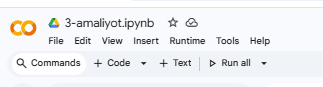 3-amaliyot.ipynb
File Edit View Insert Runtime Tools Help
Commands + Code + Text Run all